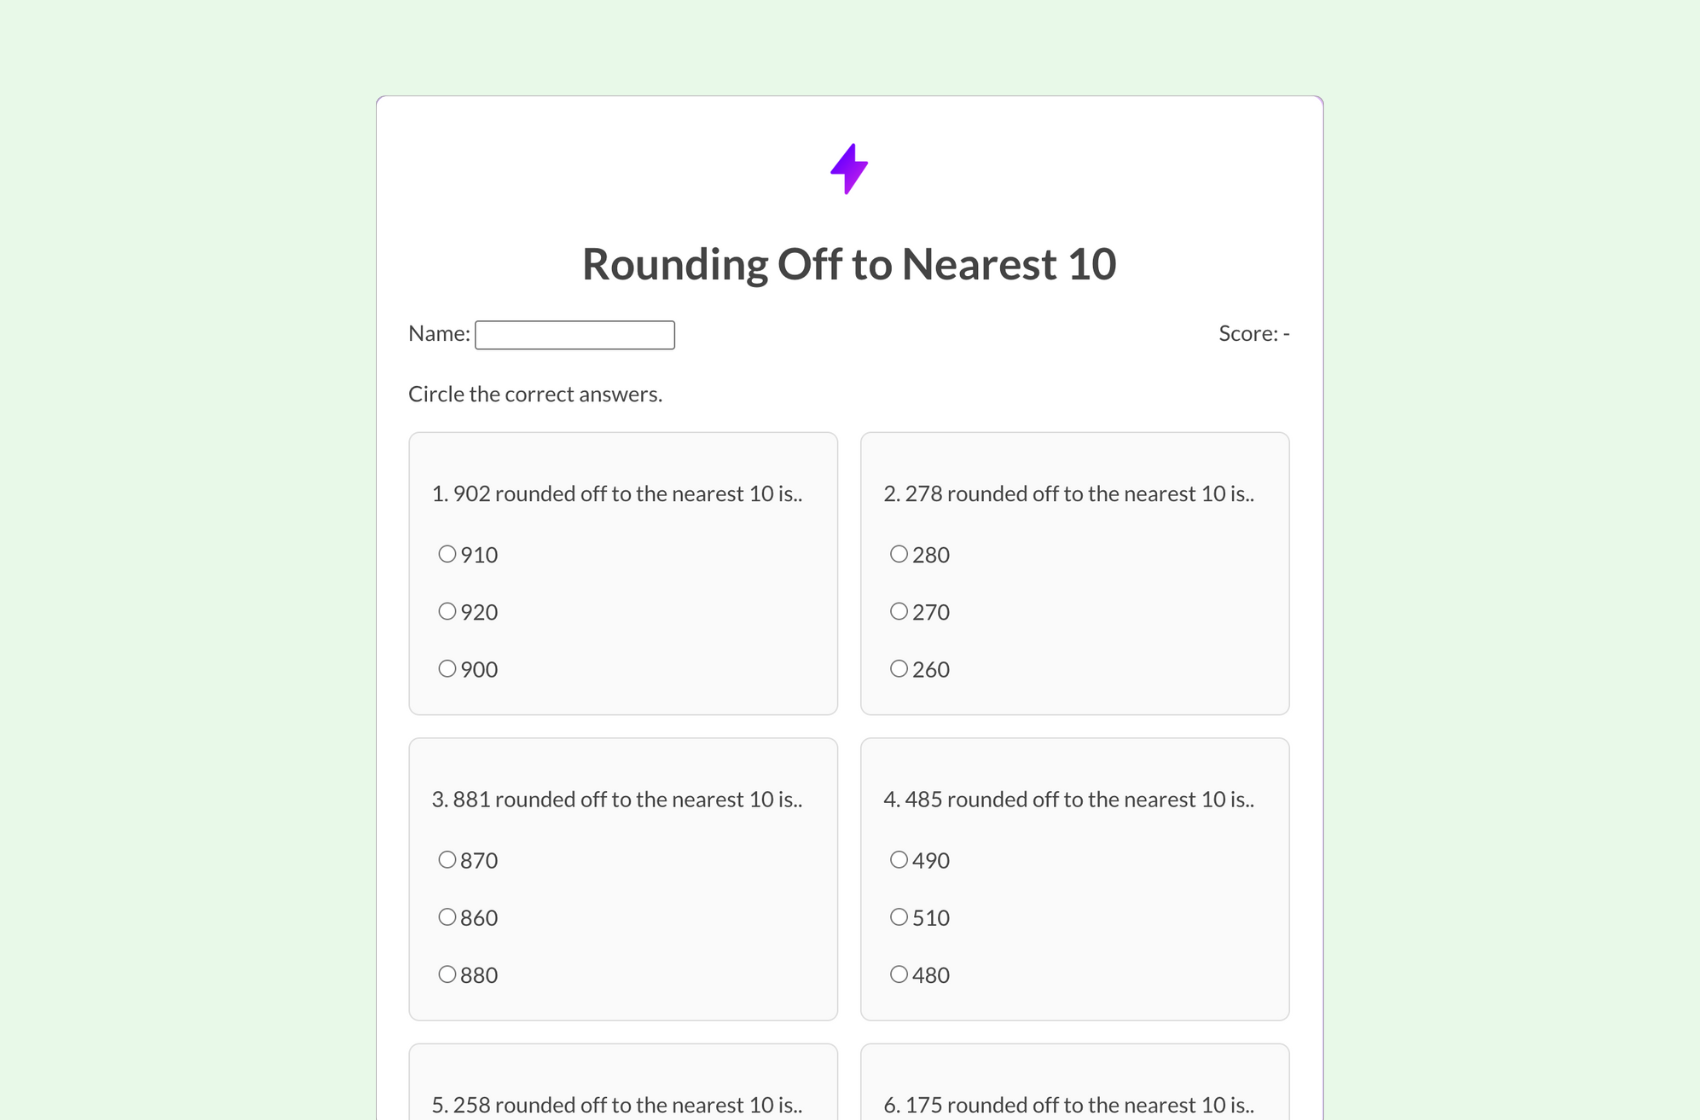 Rounding Off to Nearest 10
Name:
Score: -
Circle the correct answers.
1. 902 rounded off to the nearest 10 is..
910
920
900
2. 278 rounded off to the nearest 10 is..
280
270
260
3. 881 rounded off to the nearest 10 is..
870
860
880
4. 485 rounded off to the nearest 10 is..
490
510
480
5. 258 rounded off to the nearest 10 is..
6. 175 rounded off to the nearest 10 is..